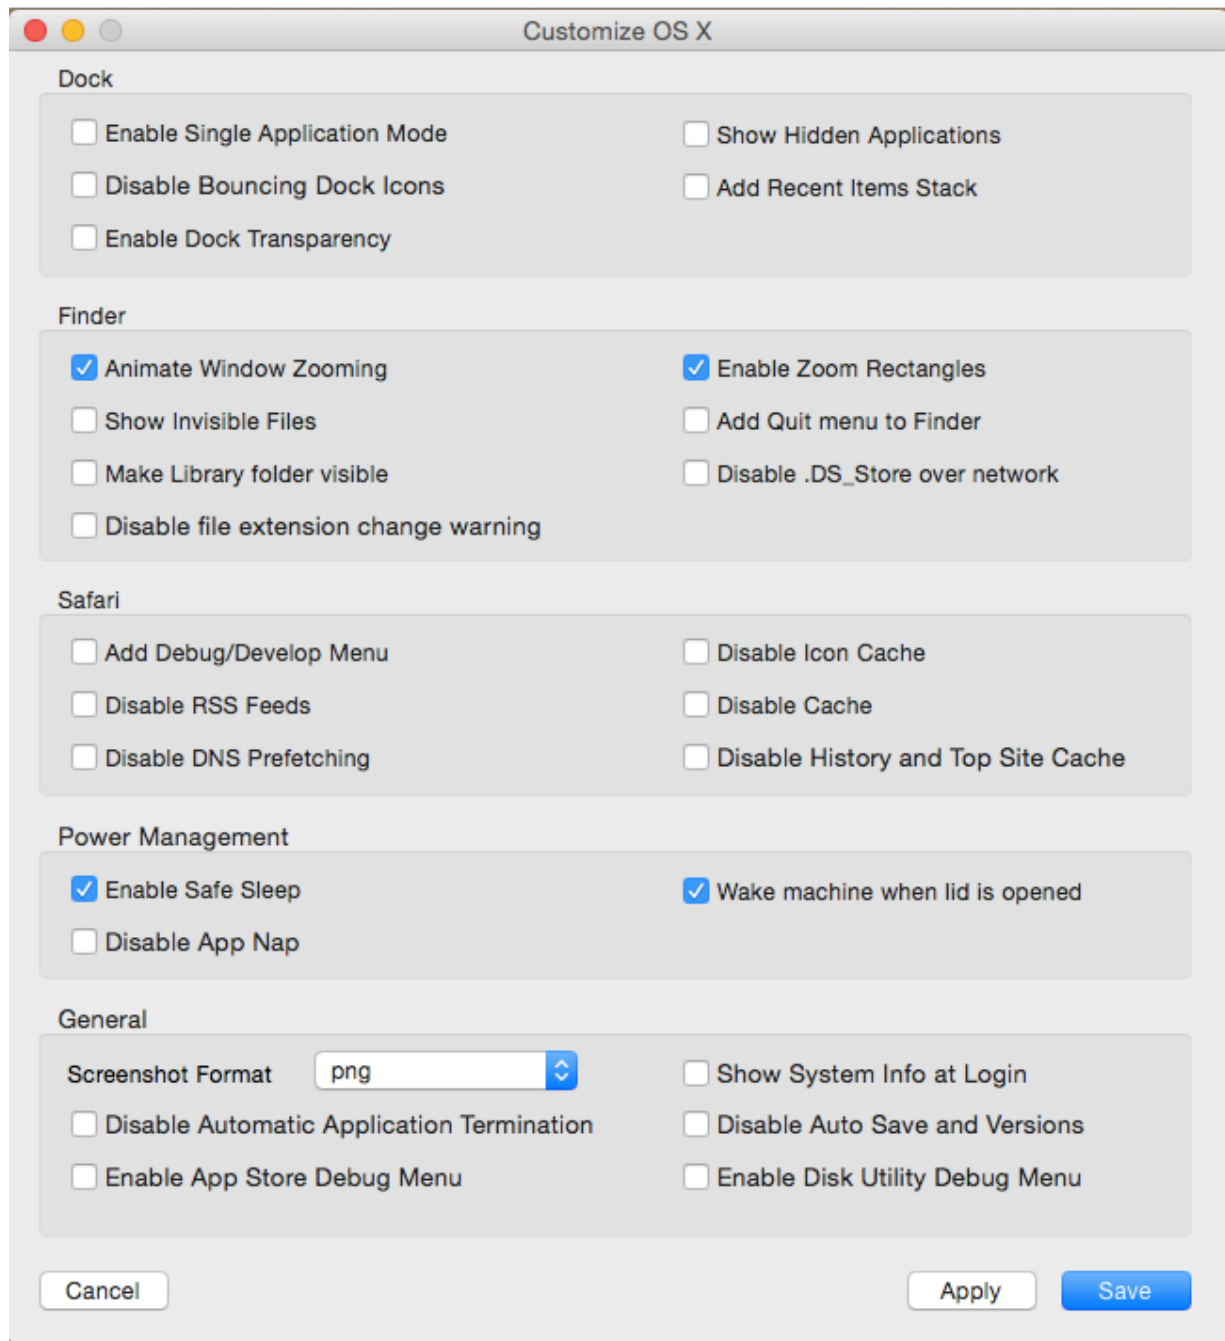 Customize OS X
Dock
Enable Single Application Mode
Show Hidden Applications
Disable Bouncing Dock Icons
Add Recent Items Stack
Enable Dock Transparency
Finder
Animate Window Zooming
Enable Zoom Rectangles
Show Invisible Files
Add Quit menu to Finder
Make Library folder visible
Disable .DS_Store over network
Disable file extension change warning
Safari
Add Debug/Develop Menu
Disable Icon Cache
Disable RSS Feeds
Disable Cache
Disable DNS Prefetching
Disable History and Top Site Cache
Power Management
Enable Safe Sleep
Wake machine when lid is opened
Disable App Nap
General
Screenshot Format
png
Show System Info at Login
Disable Automatic Application Termination
Disable Auto Save and Versions
Enable App Store Debug Menu
Enable Disk Utility Debug Menu
Cancel
Apply
Save